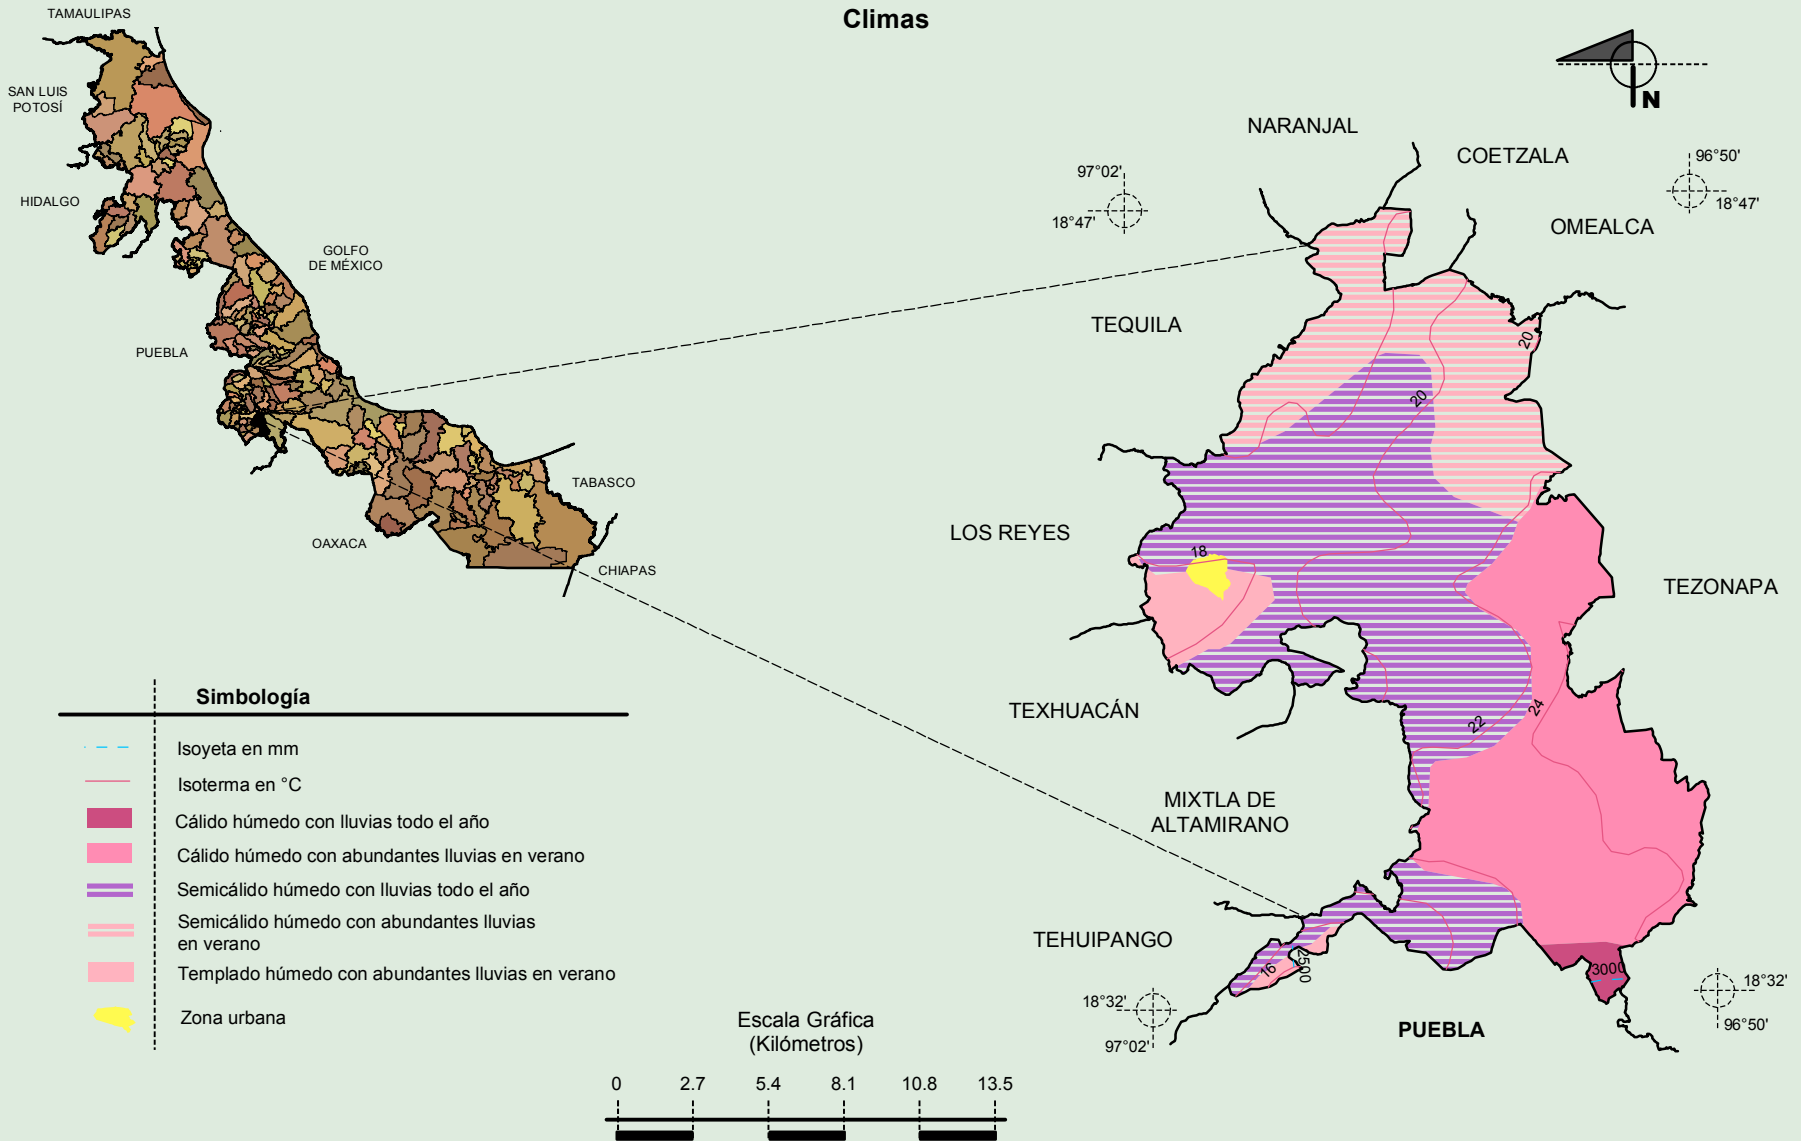 Climas
TAMAULIPAS
SAN LUIS
POTOSÍ
HIDALGO
GOLFO
DE MÉXICO
PUEBLA
TABASCO
OAXACA
CHIAPAS
N
NARANJAL
COETZALA
OMEALCA
97°02'
18°47'
96°50'
18°47'
TEQUILA
LOS REYES
TEZONAPA
TEXHUACÁN
MIXTLA DE
ALTAMIRANO
TEHUIPANGO
PUEBLA
20
20
18
22
24
16
2500
3000
18°32'
97°02'
18°32'
96°50'
Simbología
Isoyeta en mm
Isoterma en °C
Cálido húmedo con lluvias todo el año
Cálido húmedo con abundantes lluvias en verano
Semicálido húmedo con lluvias todo el año
Semicálido húmedo con abundantes lluvias
en verano
Templado húmedo con abundantes lluvias en verano
Zona urbana
Escala Gráfica
(Kilómetros)
0 2.7 5.4 8.1 10.8 13.5